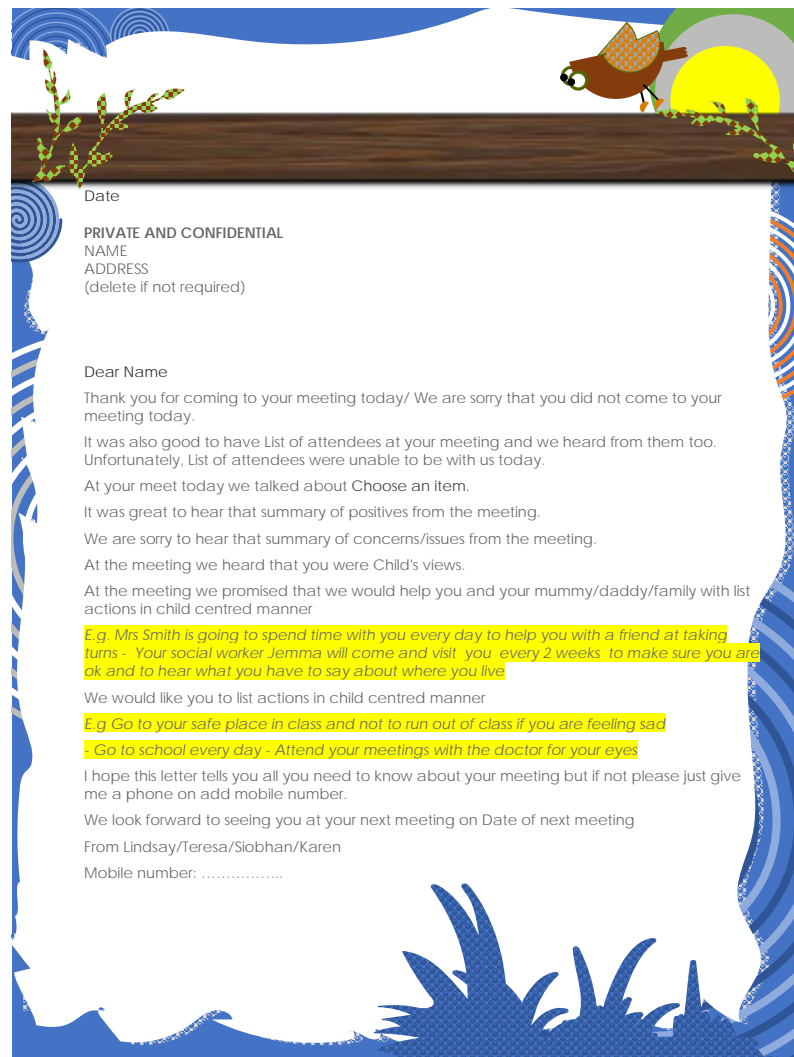 Date
PRIVATE AND CONFIDENTIAL
NAME
ADDRESS
(delete if not required)
Dear Name
Thank you for coming to your meeting today/ We are sorry that you did not come to your
meeting today.
It was also good to have List of attendees at your meeting and we heard from them too.
Unfortunately, List of attendees were unable to be with us today.
At your meet today we talked about Choose an item.
It was great to hear that summary of positives from the meeting.
We are sorry to hear that summary of concerns/issues from the meeting.
At the meeting we heard that you were Child's views.
At the meeting we promised that we would help you and your mummy/daddy/family with list
actions in child centred manner
E.g. Mrs Smith is going to spend time with you every day to help you with a friend at taking
turns - Your social worker Jemma will come and visit you every 2 weeks to make sure you are
ok and to hear what you have to say about where you live
We would like you to list actions in child centred manner
E.g Go to your safe place in class and not to run out of class if you are feeling sad
- Go to school every day - Attend your meetings with the doctor for your eyes
I hope this letter tells you all you need to know about your meeting but if not please just give
me a phone on add mobile number.
We look forward to seeing you at your next meeting on Date of next meeting
From Lindsay/Teresa/Siobhan/Karen
Mobile number: ……………..